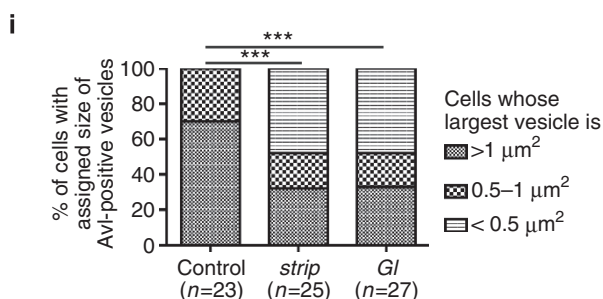 i
***
***
% of cells with
assigned size of
Avl-positive vesicles
100
80
60
40
20
0
Control
(n=23)
strip
(n=25)
Gl
(n=27)
Cells whose
largest vesicle is
>1 μm²
0.5–1 μm²
< 0.5 μm²